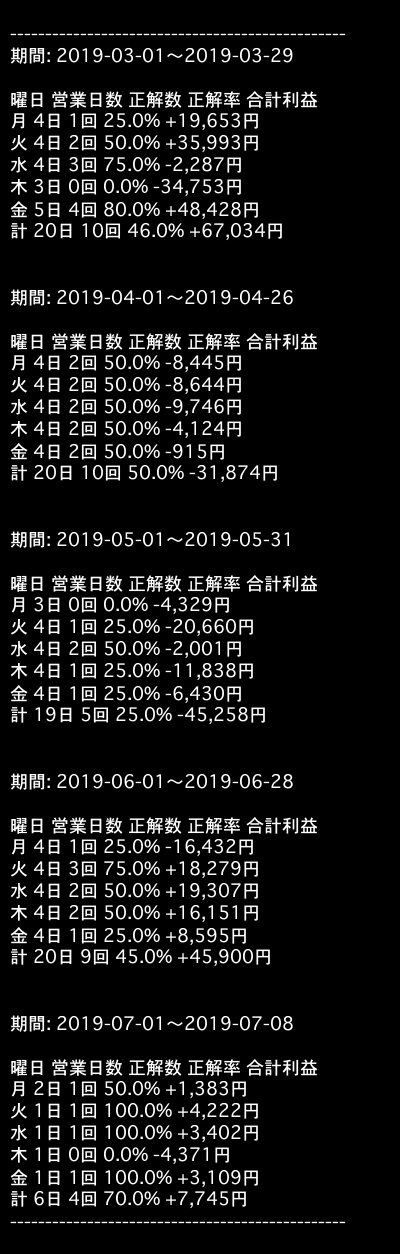 ------------------------------------------------
期間: 2019-03-01〜2019-03-29
曜日 営業日数 正解数 正解率 合計利益
月 4日 1回 25.0% +19,653円
火 4日 2回 50.0% +35,993円
水 4日 3回 75.0% -2,287円
木 3日 0回 0.0% -34,753円
金 5日 4回 80.0% +48,428円
計 20日 10回 46.0% +67,034円
期間: 2019-04-01〜2019-04-26
曜日 営業日数 正解数 正解率 合計利益
月 4日 2回 50.0% -8,445円
火 4日 2回 50.0% -8,644円
水 4日 2回 50.0% -9,746円
木 4日 2回 50.0% -4,124円
金 4日 2回 50.0% -915円
計 20日 10回 50.0% -31,874円
期間: 2019-05-01〜2019-05-31
曜日 営業日数 正解数 正解率 合計利益
月 3日 0回 0.0% -4,329円
火 4日 1回 25.0% -20,660円
水 4日 2回 50.0% -2,001円
木 4日 1回 25.0% -11,838円
金 4日 1回 25.0% -6,430円
計 19日 5回 25.0% -45,258円
期間: 2019-06-01〜2019-06-28
曜日 営業日数 正解数 正解率 合計利益
月 4日 1回 25.0% -16,432円
火 4日 3回 75.0% +18,279円
水 4日 2回 50.0% +19,307円
木 4日 2回 50.0% +16,151円
金 4日 1回 25.0% +8,595円
計 20日 9回 45.0% +45,900円
期間: 2019-07-01〜2019-07-08
曜日 営業日数 正解数 正解率 合計利益
月 2日 1回 50.0% +1,383円
火 1日 1回 100.0% +4,222円
水 1日 1回 100.0% +3,402円
木 1日 0回 0.0% -4,371円
金 1日 1回 100.0% +3,109円
計 6日 4回 70.0% +7,745円
------------------------------------------------